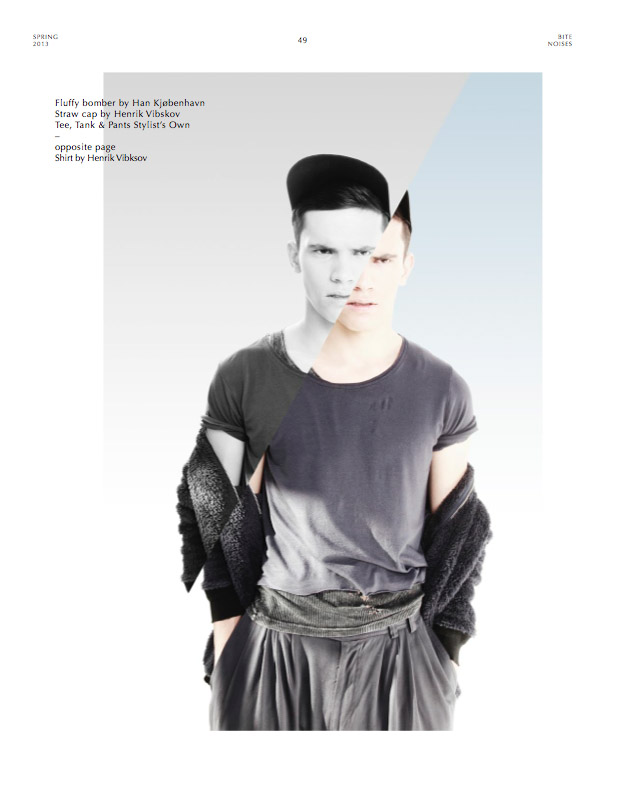 SPRING
2013
49
BITE
NOISES
Fluffy bomber by Han Kjøbenhavn
Straw cap by Henrik Vibskov
Tee, Tank & Pants Stylist's Own
–
opposite page
Shirt by Henrik Vibksov